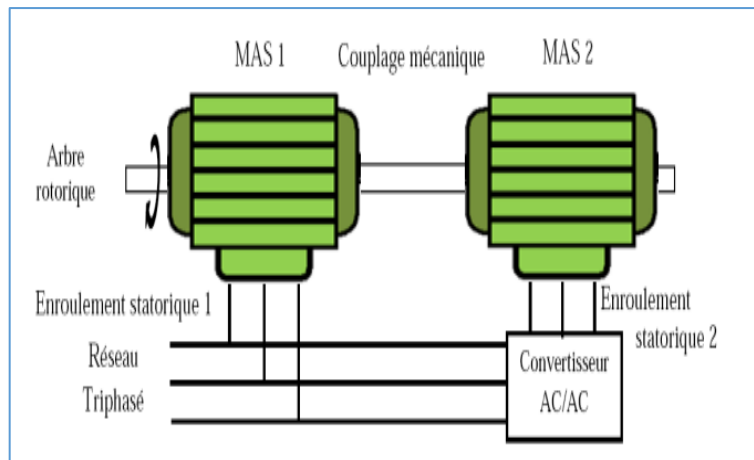 MAS 1
Couplage mécanique
MAS 2
Arbre
rotorique
Enroulement statorique 1
Enroulement
statorique 2
Réseau
Triphasé
Convertisseur
AC/AC